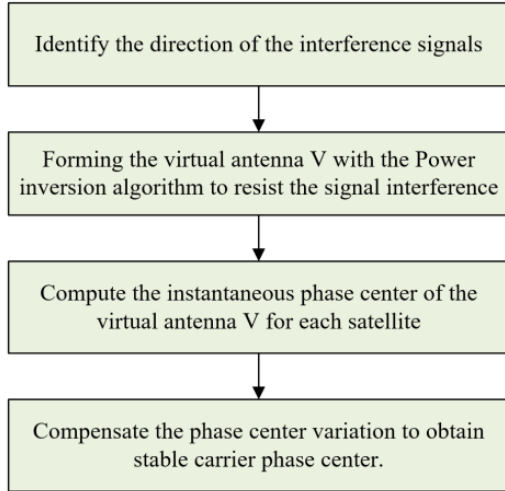 Identify the direction of the interference signals
Forming the virtual antenna V with the Power
inversion algorithm to resist the signal interference
Compute the instantaneous phase center of the
virtual antenna V for each satellite
Compensate the phase center variation to obtain
stable carrier phase center.